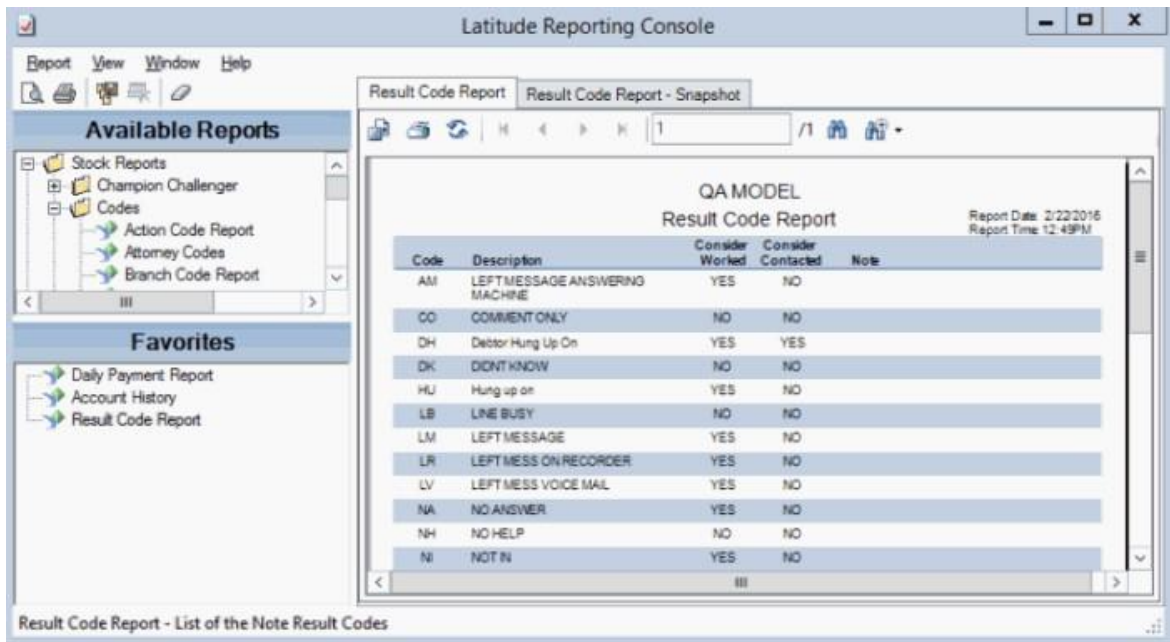 Latitude Reporting Console
Report View Window Help
Available Reports
Stock Reports
Champion Challenger
Codes
Action Code Report
Attorney Codes
Branch Code Report
Favorites
Daily Payment Report
Account History
Result Code Report
Result Code Report Result Code Report - Snapshot
1 /1
QA MODEL
Result Code Report
Report Date: 2/22/2016
Report Time: 12:49PM
Code Description Consider Worked Consider Contacted Note
AM LEFT MESSAGE ANSWERING MACHINE YES NO
CO COMMENT ONLY NO NO
DH Debtor Hung Up On YES YES
DK DIDNT KNOW NO NO
HU Hung up on YES NO
LB LINE BUSY NO NO
LM LEFT MESSAGE YES NO
LR LEFT MESS ON RECORDER YES NO
LV LEFT MESS VOICE MAIL YES NO
NA NO ANSWER YES NO
NH NO HELP NO NO
NI NOT IN YES NO
Result Code Report - List of the Note Result Codes